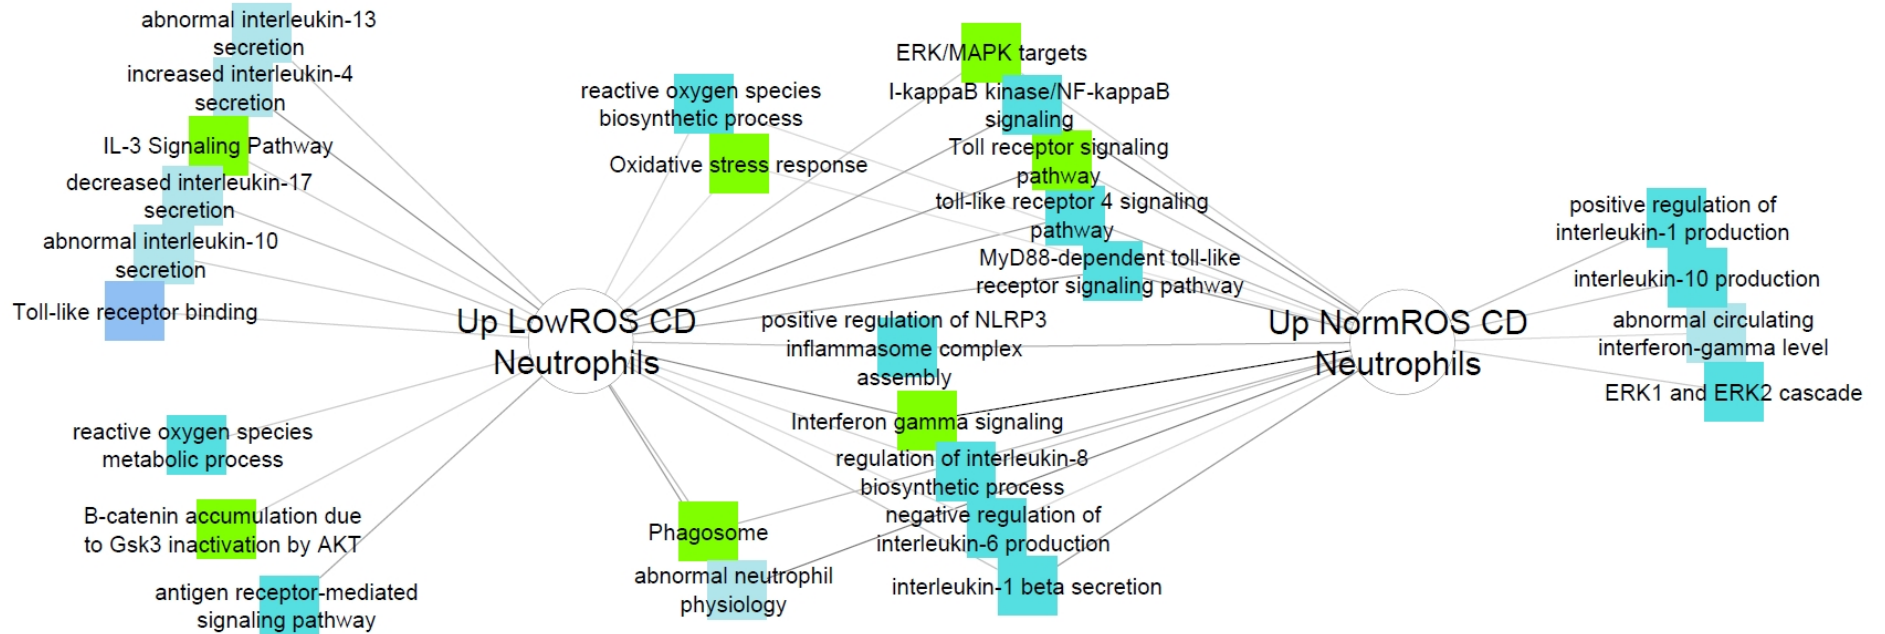 abnormal interleukin-13
secretion
increased interleukin-4
secretion
IL-3 Signaling Pathway
decreased interleukin-17
secretion
abnormal interleukin-10
secretion
Toll-like receptor binding
reactive oxygen species
metabolic process
B-catenin accumulation due
to Gsk3 inactivation by AKT
antigen receptor-mediated
signaling pathway
Up LowROS CD
Neutrophils
reactive oxygen species
biosynthetic process
Oxidative stress response
ERK/MAPK targets
I-kappaB kinase/NF-kappaB
signaling
Toll receptor signaling
pathway
toll-like receptor 4 signaling
pathway
MyD88-dependent toll-like
receptor signaling pathway
positive regulation of NLRP3
inflammasome complex
assembly
Interferon gamma signaling
regulation of interleukin-8
biosynthetic process
negative regulation of
interleukin-6 production
interleukin-1 beta secretion
Phagosome
abnormal neutrophil
physiology
Up NormROS CD
Neutrophils
positive regulation of
interleukin-1 production
interleukin-10 production
abnormal circulating
interferon-gamma level
ERK1 and ERK2 cascade